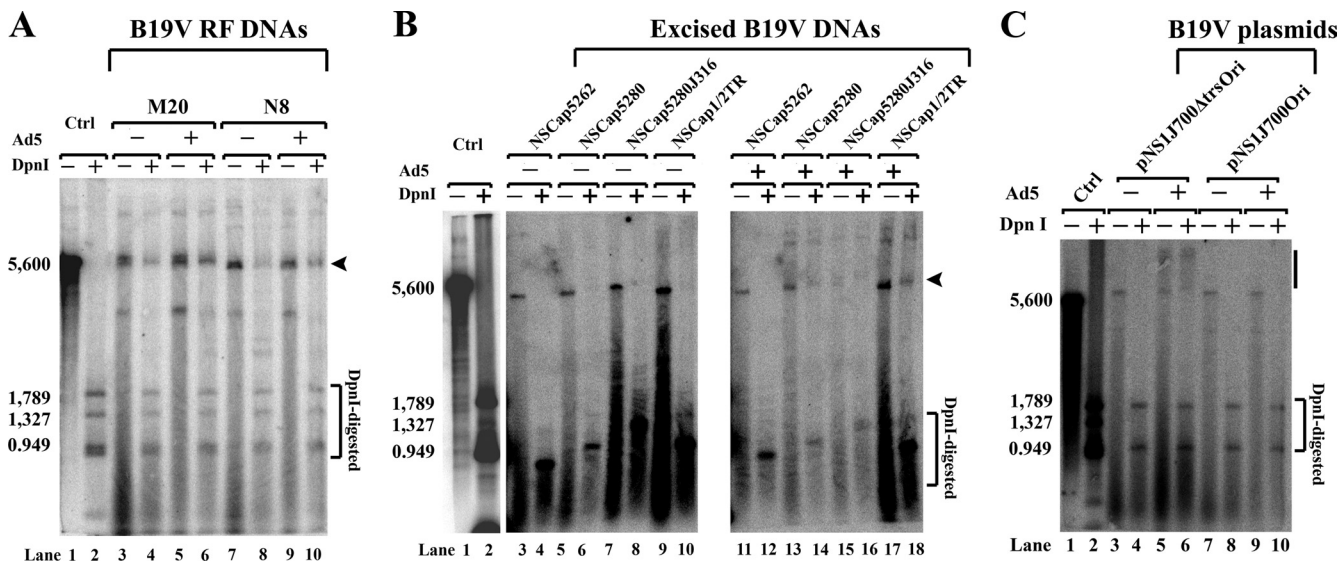 A
B19V RF DNAs
M20 N8
Ctrl
Ad5 − + − +
DpnI − + − + − + − + − +
5,600
1,789
1,327
0.949
DpnI-digested
Lane 1 2 3 4 5 6 7 8 9 10
B
Excised B19V DNAs
NSCap5262 NSCap5280 NSCap5280J316 NSCap1/2TR NSCap5262 NSCap5280 NSCap5280J316 NSCap1/2TR
Ctrl
Ad5 − − − − + + + +
DpnI − + − + − + − + − + − + − + − + − +
5,600
1,789
1,327
0.949
DpnI-digested
Lane 1 2 3 4 5 6 7 8 9 10 11 12 13 14 15 16 17 18
C
B19V plasmids
pNS1J700ΔtrsOri pNS1J700Ori
Ctrl
Ad5 − + − +
Dpn I − + − + − + − + − +
5,600
1,789
1,327
0.949
DpnI-digested
Lane 1 2 3 4 5 6 7 8 9 10